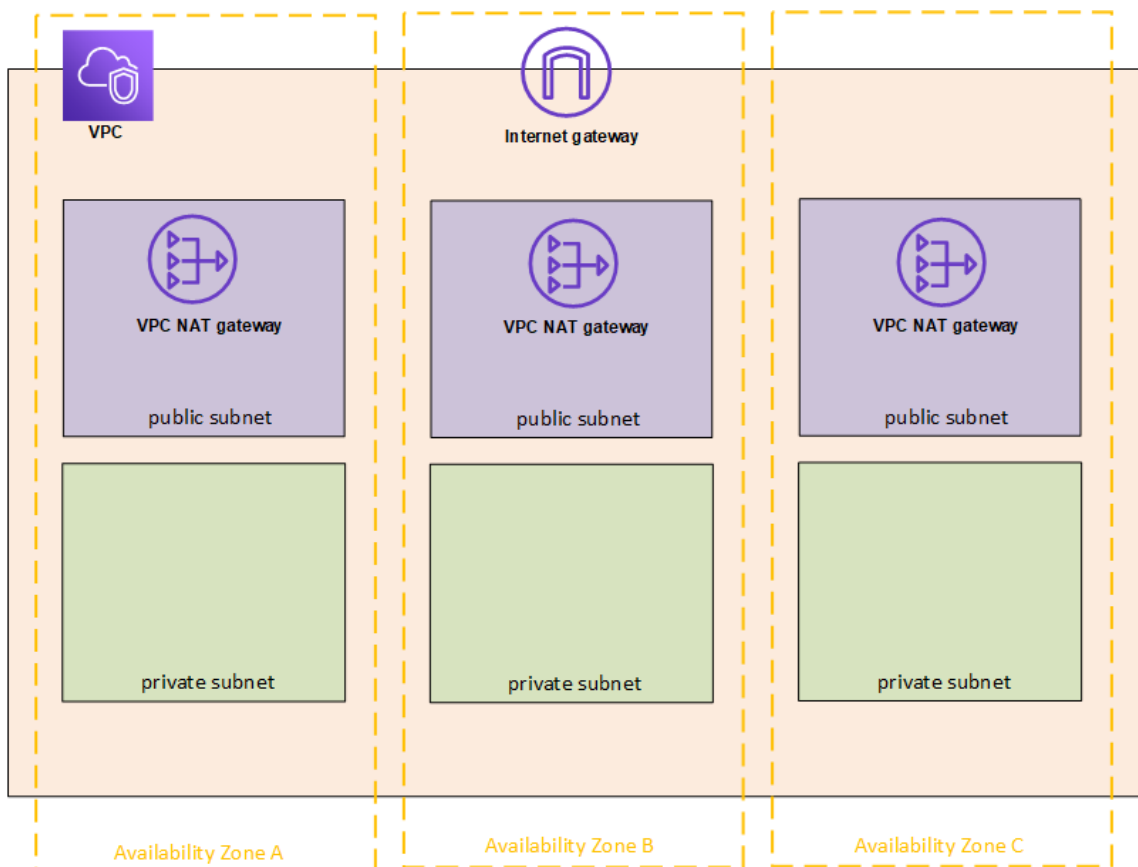 VPC
Internet gateway
VPC NAT gateway
VPC NAT gateway
VPC NAT gateway
public subnet
public subnet
public subnet
private subnet
private subnet
private subnet
Availability Zone A
Availability Zone B
Availability Zone C